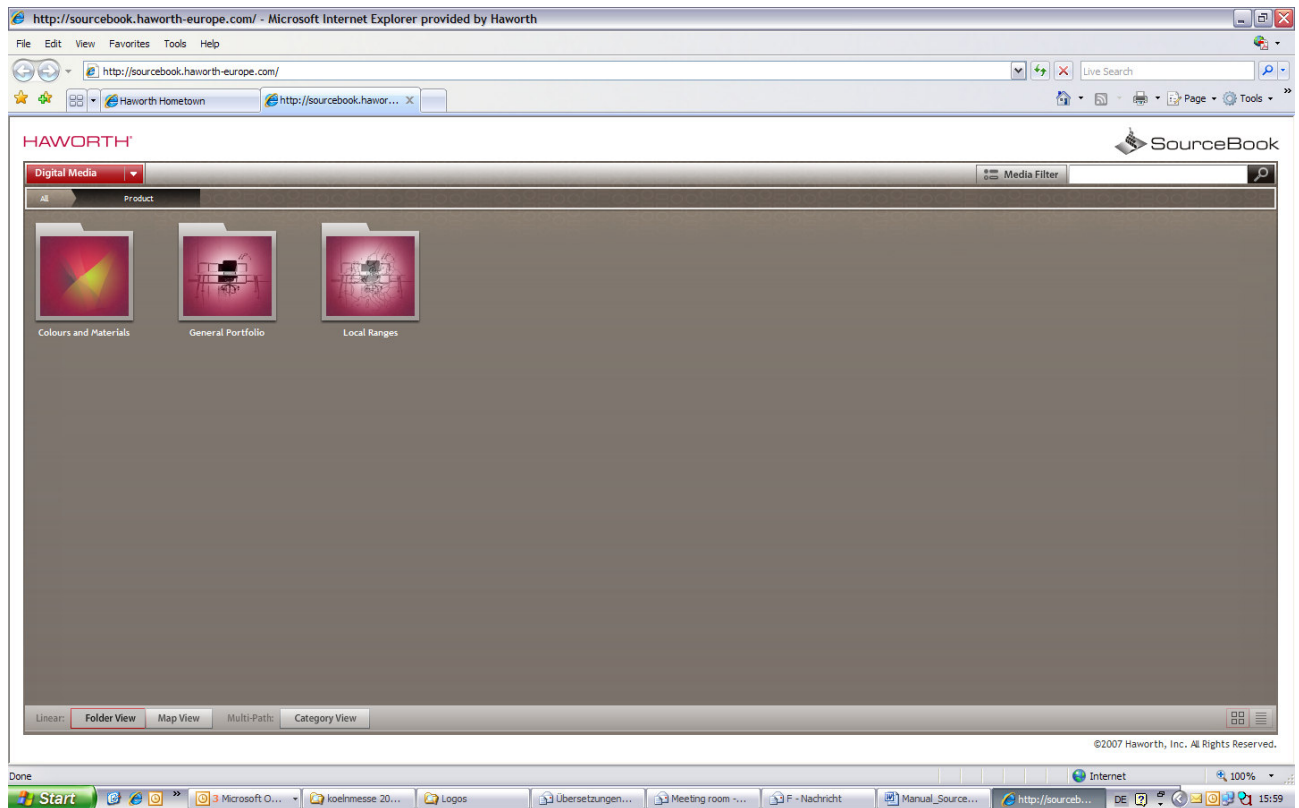 http://sourcebook.haworth-europe.com/ - Microsoft Internet Explorer provided by Haworth
File Edit View Favorites Tools Help
http://sourcebook.haworth-europe.com/ Live Search
Haworth Hometown http://sourcebook.hawor... X Page Tools »
HAWORTH® SourceBook
Digital Media Media Filter
All Product
Colours and Materials General Portfolio Local Ranges
Linear: Folder View Map View Multi-Path: Category View
©2007 Haworth, Inc. All Rights Reserved.
Done Internet 100%
Start » 3 Microsoft O... koelnmesse 20... Logos Übersetzungen... Meeting room -... F - Nachricht Manual_Source... http://sourceb... DE 15:59